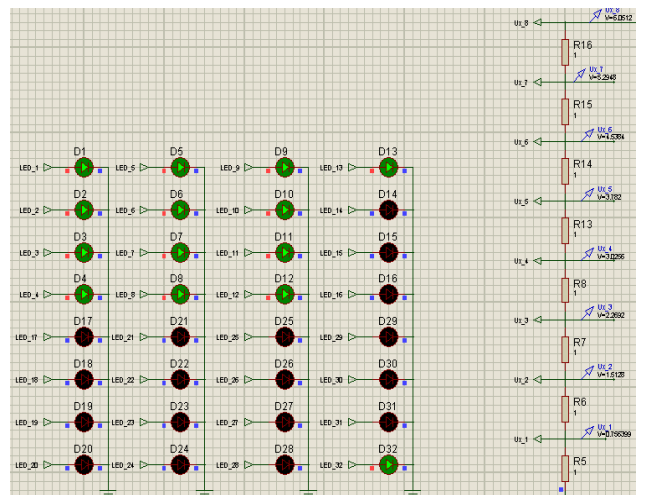 Ux_8
Ux_8
V=6.0512
R16
1
Ux_7
Ux_7
V=5.2948
R15
1
Ux_6
Ux_6
V=4.5384
R14
1
Ux_5
Ux_5
V=3.782
R13
1
Ux_4
Ux_4
V=3.0256
R8
1
Ux_3
Ux_3
V=2.2692
R7
1
Ux_2
Ux_2
V=1.5128
R6
1
Ux_1
Ux_1
V=0.756399
R5
1
D1 D5 D9 D13
LED_1 LED_5 LED_9 LED_13
D2 D6 D10 D14
LED_2 LED_6 LED_10 LED_14
D3 D7 D11 D15
LED_3 LED_7 LED_11 LED_15
D4 D8 D12 D16
LED_4 LED_8 LED_12 LED_16
D17 D21 D25 D29
LED_17 LED_21 LED_25 LED_29
D18 D22 D26 D30
LED_18 LED_22 LED_26 LED_30
D19 D23 D27 D31
LED_19 LED_23 LED_27 LED_31
D20 D24 D28 D32
LED_20 LED_24 LED_28 LED_32